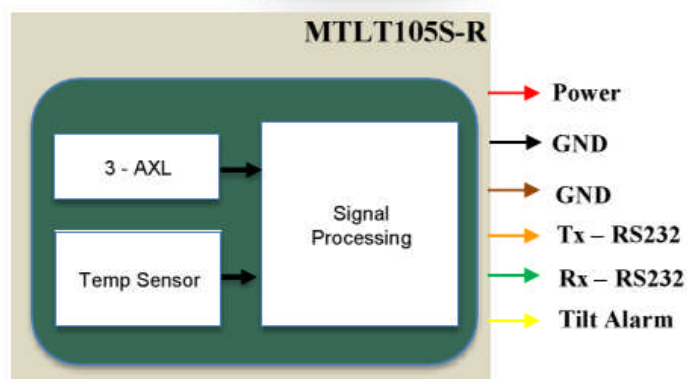 MTLT105S-R
3 - AXL
Temp Sensor
Signal
Processing
Power
GND
GND
Tx – RS232
Rx – RS232
Tilt Alarm